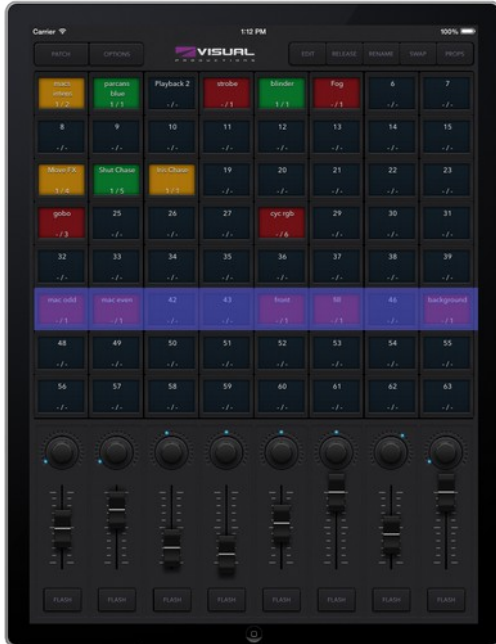 Carrier 1:12 PM 100%
PATCH OPTIONS VISUAL EDIT RELEASE RENAME SWAP PROPS
PRODUCTIONS
macs parcans Playback 2 strobe blinder Fog 6 7
mixen blue
1 / 2 1 / 1 - / - - / 1 1 / 1 - / 1 - / - - / -
8 9 10 11 12 13 14 15
- / - - / - - / - - / - - / - - / - - / - - / -
Move FX Shut Chase Iris Chase 19 20 21 22 23
1 / 4 1 / 5 1 / 1 - / - - / - - / - - / - - / -
gobo 25 26 27 cyc rgb 29 30 31
- / 3 - / - - / - - / - - / 6 - / - - / - - / -
32 33 34 35 36 37 38 39
- / - - / - - / - - / - - / - - / - - / - - / -
mac odd mac even 42 43 front fill 46 background
- / 1 - / 1 - / - - / - - / 1 - / 1 - / - - / 1
48 49 50 51 52 53 54 55
- / - - / - - / - - / - - / - - / - - / - - / -
56 57 58 59 60 61 62 63
- / - - / - - / - - / - - / - - / - - / - - / -
FLASH FLASH FLASH FLASH FLASH FLASH FLASH FLASH